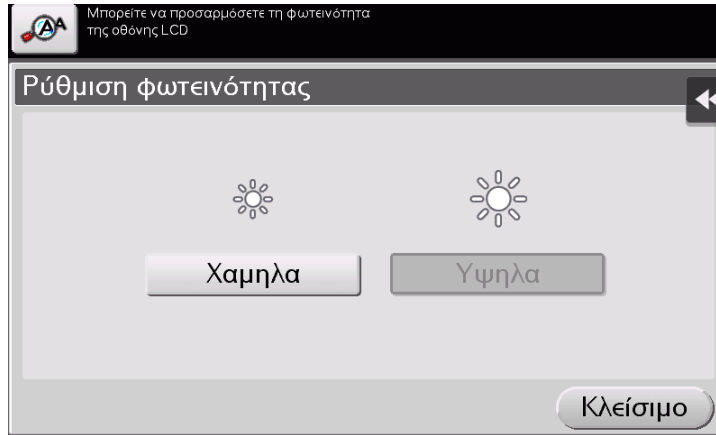 Μπορείτε να προσαρμόσετε τη φωτεινότητα
της οθόνης LCD
Ρύθμιση φωτεινότητας
Χαμηλα
Υψηλα
Κλείσιμο